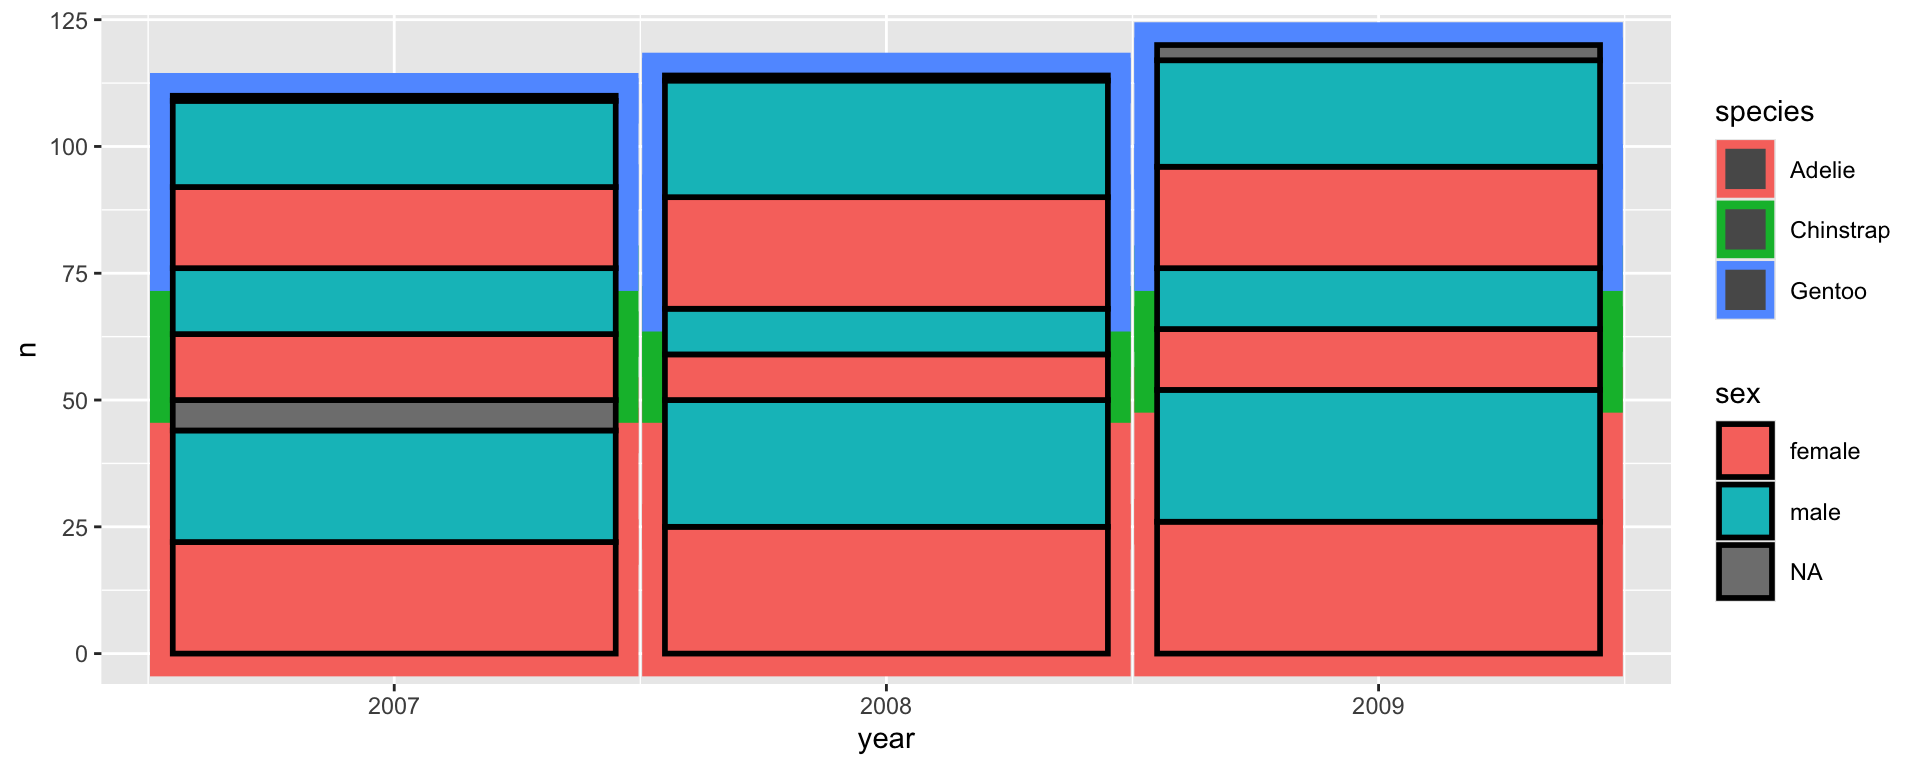 125
100
75
50
25
0
n
2007 2008 2009
year
species
Adelie
Chinstrap
Gentoo
sex
female
male
NA